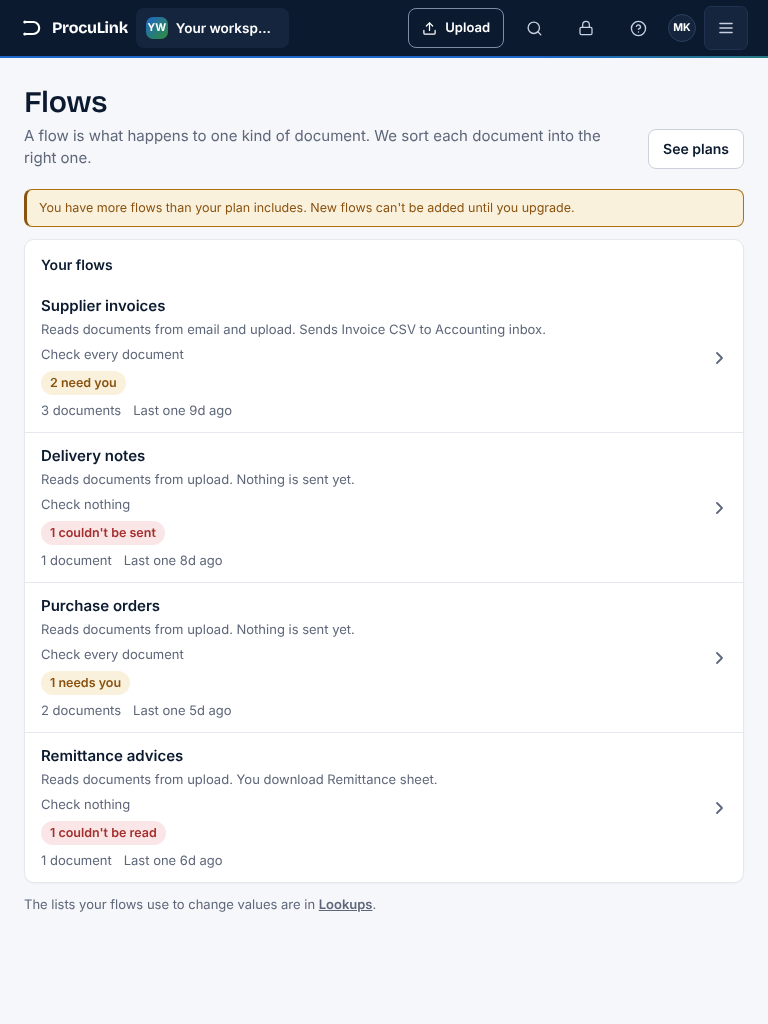 ProcuLink
YW
Your worksp...
Upload
MK
Flows
A flow is what happens to one kind of document. We sort each document into the
right one.
See plans
You have more flows than your plan includes. New flows can't be added until you upgrade.
Your flows
Supplier invoices
Reads documents from email and upload. Sends Invoice CSV to Accounting inbox.
Check every document
2 need you
3 documents Last one 9d ago
Delivery notes
Reads documents from upload. Nothing is sent yet.
Check nothing
1 couldn't be sent
1 document Last one 8d ago
Purchase orders
Reads documents from upload. Nothing is sent yet.
Check every document
1 needs you
2 documents Last one 5d ago
Remittance advices
Reads documents from upload. You download Remittance sheet.
Check nothing
1 couldn't be read
1 document Last one 6d ago
The lists your flows use to change values are in Lookups.